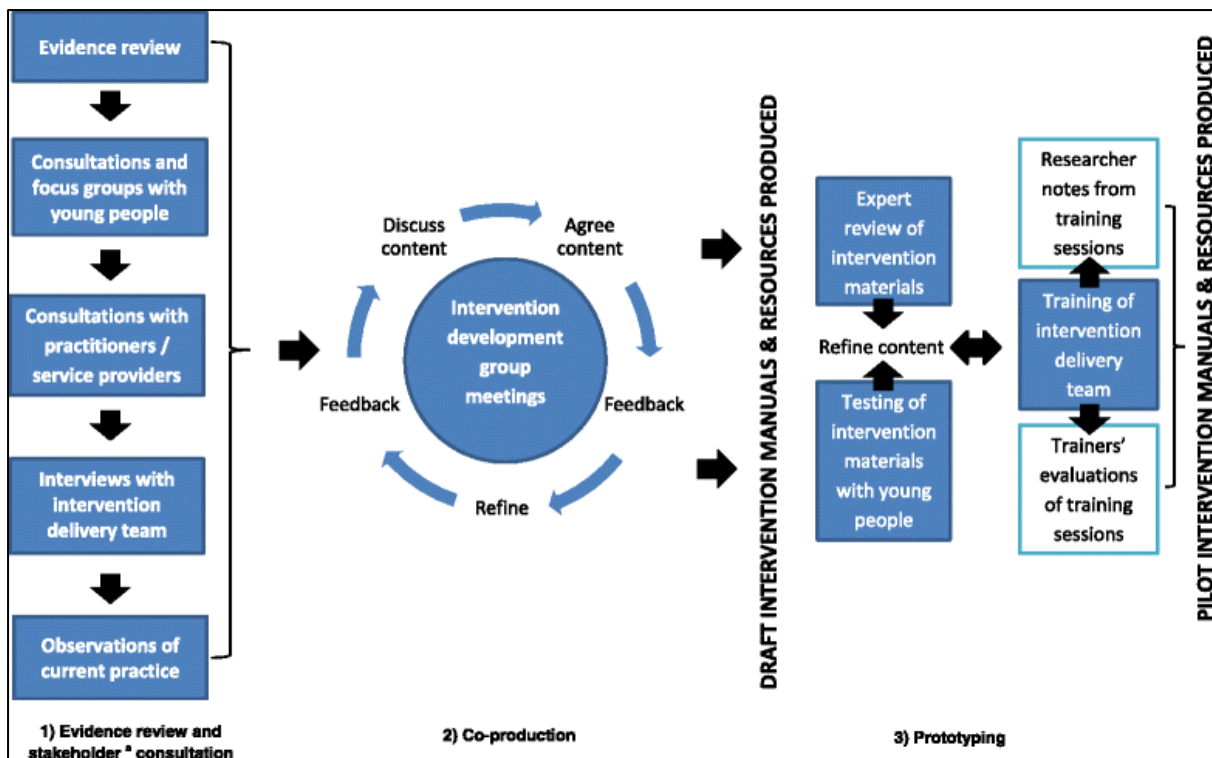 Evidence review
Consultations and
focus groups with
young people
Consultations with
practitioners /
service providers
Interviews with
intervention
delivery team
Observations of
current practice
1) Evidence review and
stakeholder ª consultation
Discuss
content
Agree
content
Intervention
development
group
meetings
Feedback
Feedback
Refine
2) Co-production
DRAFT INTERVENTION MANUALS & RESOURCES PRODUCED
Expert
review of
intervention
materials
Refine content
Testing of
intervention
materials
with young
people
Researcher
notes from
training
sessions
Training of
intervention
delivery
team
Trainers'
evaluations
of training
sessions
3) Prototyping
PILOT INTERVENTION MANUALS & RESOURCES PRODUCED